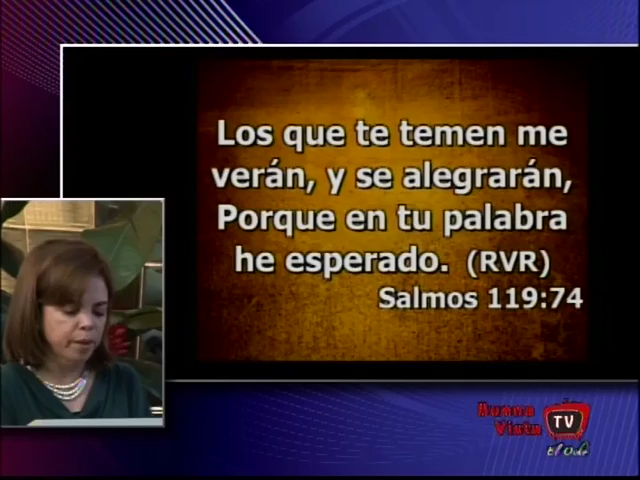 Los que te temen me
verán, y se alegrarán,
Porque en tu palabra
he esperado. (RVR)
Salmos 119:74
Buena
Vista
TV